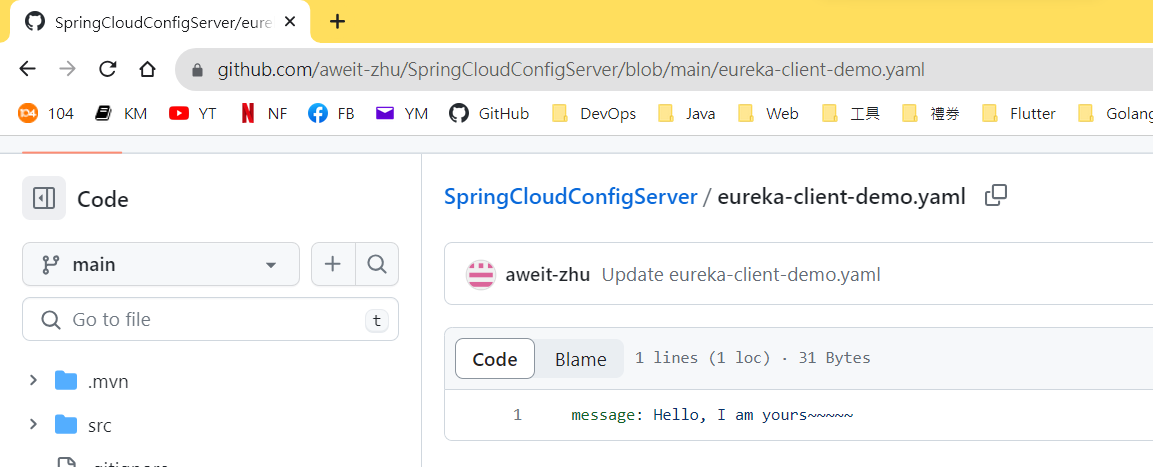 SpringCloudConfigServer/eure
github.com/aweit-zhu/SpringCloudConfigServer/blob/main/eureka-client-demo.yaml
104 KM YT NF FB YM GitHub DevOps Java Web 工具 禮券 Flutter Golang
Code
SpringCloudConfigServer / eureka-client-demo.yaml
main
aweit-zhu Update eureka-client-demo.yaml
Go to file t
Code Blame 1 lines (1 loc) · 31 Bytes
.mvn
1 message: Hello, I am yours~~~~~
src
.gitignore